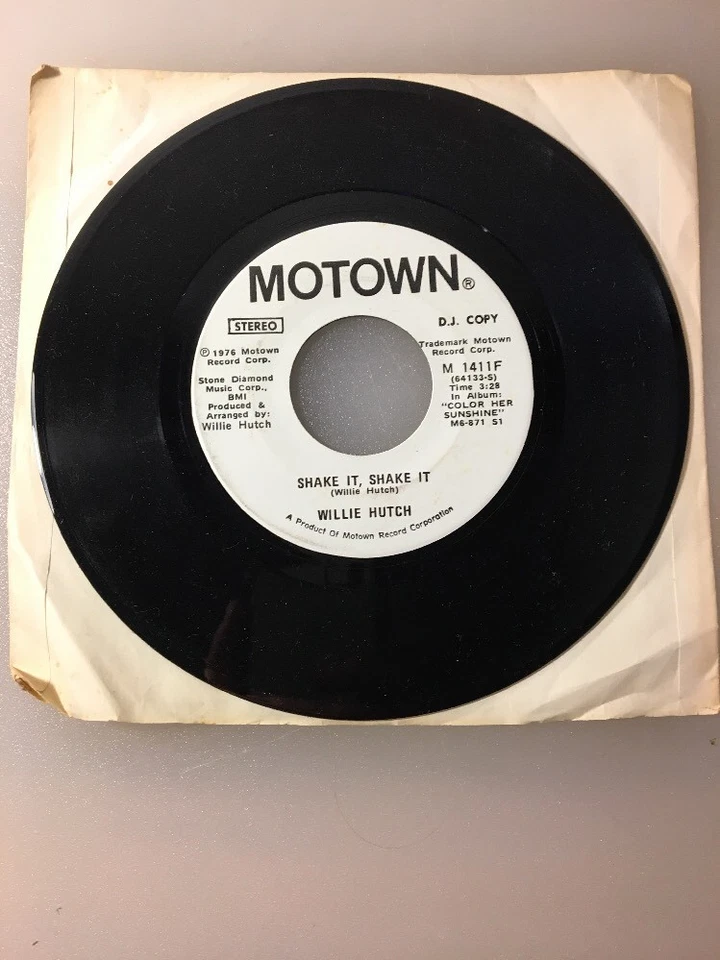 MOTOWN®
STEREO
℗ 1976 Motown
Record Corp.
Stone Diamond
Music Corp.,
BMI
Produced &
Arranged by:
Willie Hutch
D.J. COPY
Trademark Motown
Record Corp.
M 1411F
(64133-S)
Time 3:28
In Album:
"COLOR HER
SUNSHINE"
M6-871 S1
SHAKE IT, SHAKE IT
(Willie Hutch)
WILLIE HUTCH
A Product Of Motown Record Corporation